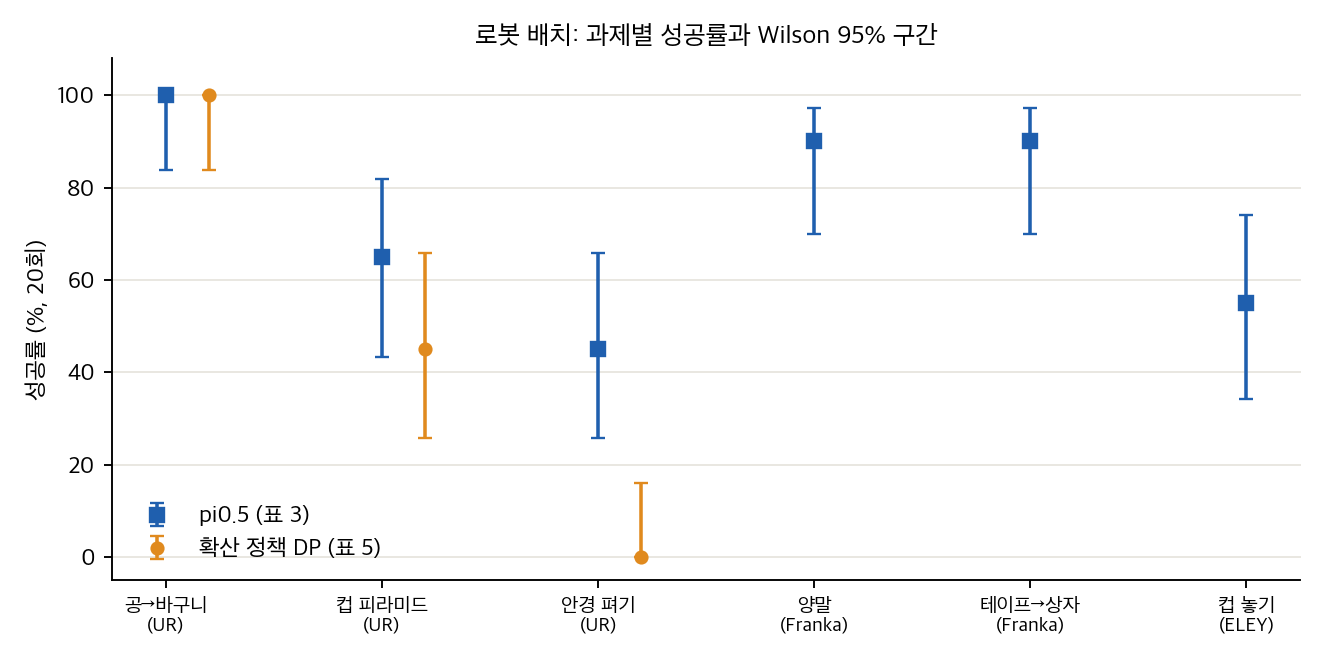 로봇 배치: 과제별 성공률과 Wilson 95% 구간
성공률 (%, 20회)
100
80
60
40
20
0
pi0.5 (표 3)
확산 정책 DP (표 5)
공→바구니
(UR)
컵 피라미드
(UR)
안경 펴기
(UR)
양말
(Franka)
테이프→상자
(Franka)
컵 놓기
(ELEY)